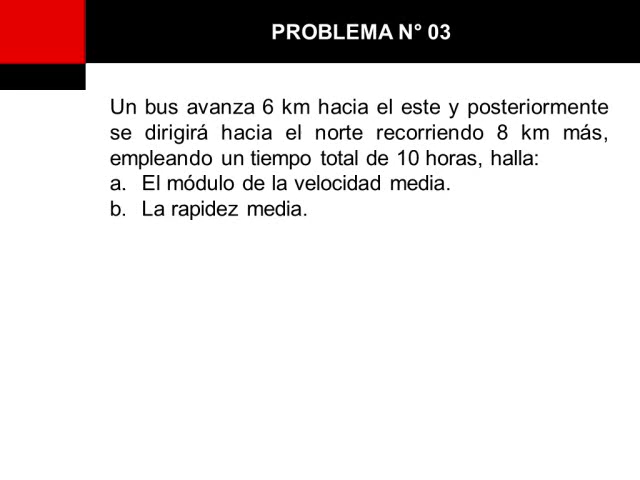 PROBLEMA N° 03
Un bus avanza 6 km hacia el este y posteriormente
se dirigirá hacia el norte recorriendo 8 km más,
empleando un tiempo total de 10 horas, halla:
a. El módulo de la velocidad media.
b. La rapidez media.